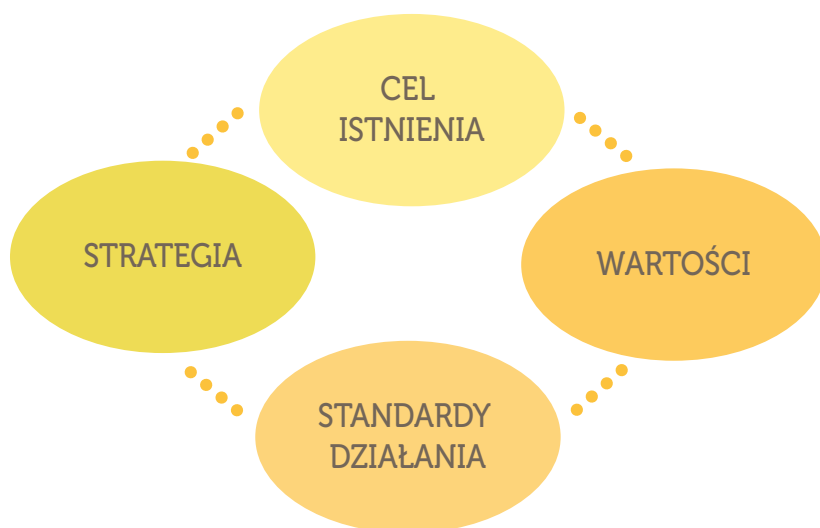 CEL
ISTNIENIA
STRATEGIA
WARTOŚCI
STANDARDY
DZIAŁANIA